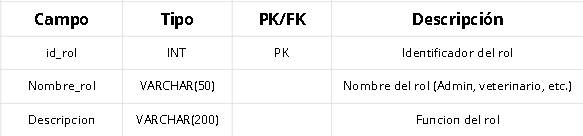 Campo Tipo PK/FK Descripción
id_rol INT PK Identificador del rol
Nombre_rol VARCHAR(50) Nombre del rol (Admin, veterinario, etc.)
Descripcion VARCHAR(200) Funcion del rol